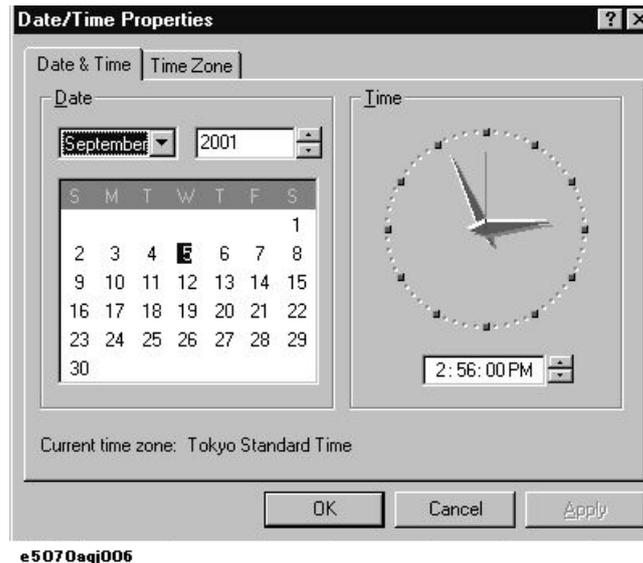 Date/Time Properties ? X
Date & Time Time Zone
Date
September 2001
S M T W T F S
1
2 3 4 5 6 7 8
9 10 11 12 13 14 15
16 17 18 19 20 21 22
23 24 25 26 27 28 29
30
Time
2:56:00 PM
Current time zone: Tokyo Standard Time
OK Cancel Apply
e5070aqj006